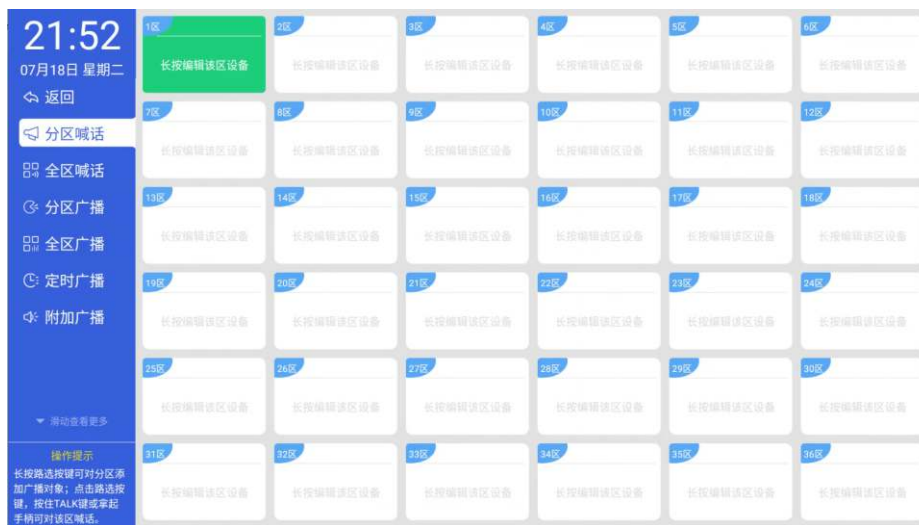 21:52
07月18日 星期二
返回
分区喊话
全区喊话
分区广播
全区广播
定时广播
附加广播
滑动查看更多
操作提示
长按路选按键可对分区添
加广播对象；点击路选按
键，按住TALK键或拿起
手柄可对该区喊话。
1区 2区 3区 4区 5区 6区
长按编辑该区设备 长按编辑该区设备 长按编辑该区设备 长按编辑该区设备 长按编辑该区设备 长按编辑该区设备
7区 8区 9区 10区 11区 12区
长按编辑该区设备 长按编辑该区设备 长按编辑该区设备 长按编辑该区设备 长按编辑该区设备 长按编辑该区设备
13区 14区 15区 16区 17区 18区
长按编辑该区设备 长按编辑该区设备 长按编辑该区设备 长按编辑该区设备 长按编辑该区设备 长按编辑该区设备
19区 20区 21区 22区 23区 24区
长按编辑该区设备 长按编辑该区设备 长按编辑该区设备 长按编辑该区设备 长按编辑该区设备 长按编辑该区设备
25区 26区 27区 28区 29区 30区
长按编辑该区设备 长按编辑该区设备 长按编辑该区设备 长按编辑该区设备 长按编辑该区设备 长按编辑该区设备
31区 32区 33区 34区 35区 36区
长按编辑该区设备 长按编辑该区设备 长按编辑该区设备 长按编辑该区设备 长按编辑该区设备 长按编辑该区设备